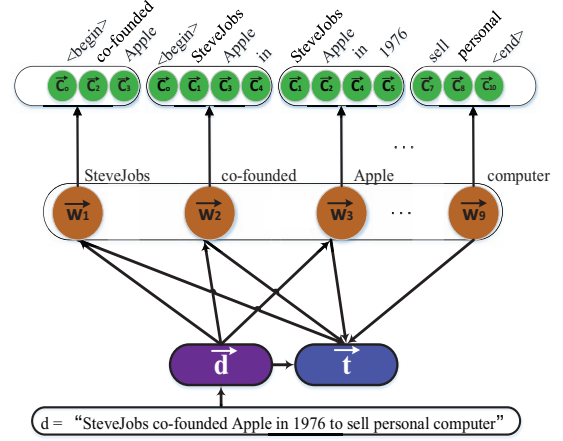 <begin> co-founded Apple <begin> SteveJobs Apple in SteveJobs Apple in 1976 sell personal <end>
C₀ C₂ C₃ C₀ C₁ C₃ C₄ C₁ C₂ C₄ C₅ C₇ C₈ C₁₀
...
SteveJobs co-founded Apple computer
w₁ w₂ w₃ ... w₉
d t
d = “SteveJobs co-founded Apple in 1976 to sell personal computer”